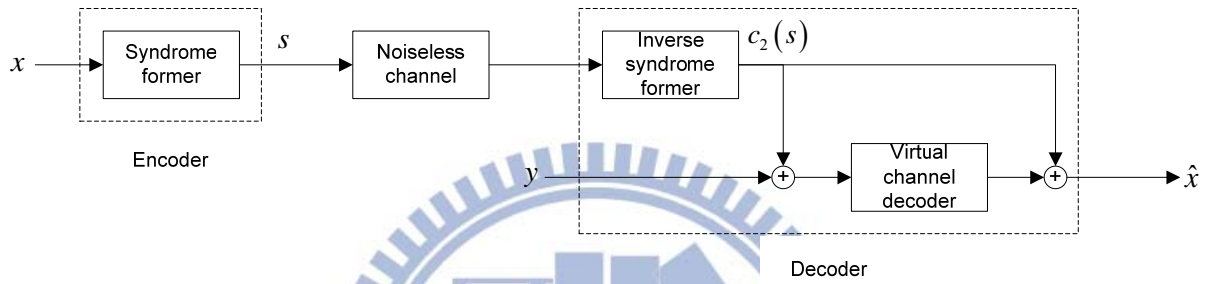 x
Syndrome
former
s
Noiseless
channel
Inverse
syndrome
former
c₂(s)
Encoder
y
+
Virtual
channel
decoder
+
x̂
Decoder